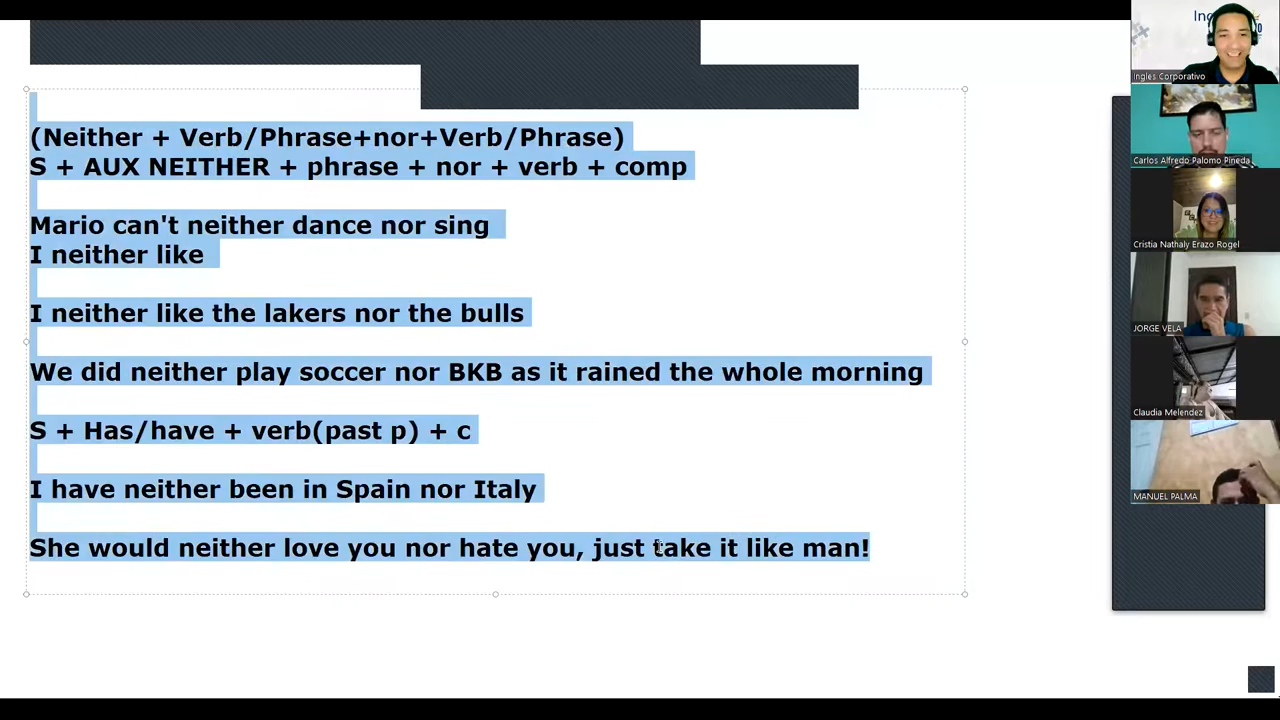 (Neither + Verb/Phrase+nor+Verb/Phrase)
S + AUX NEITHER + phrase + nor + verb + comp
Mario can't neither dance nor sing
I neither like
I neither like the lakers nor the bulls
We did neither play soccer nor BKB as it rained the whole morning
S + Has/have + verb(past p) + c
I have neither been in Spain nor Italy
She would neither love you nor hate you, just take it like man!
Ingles Corporativo
Carlos Alfredo Palomo Pineda
Cristia Nathaly Erazo Rogel
JORGE VELA
Claudia Melendez
MANUEL PALMA